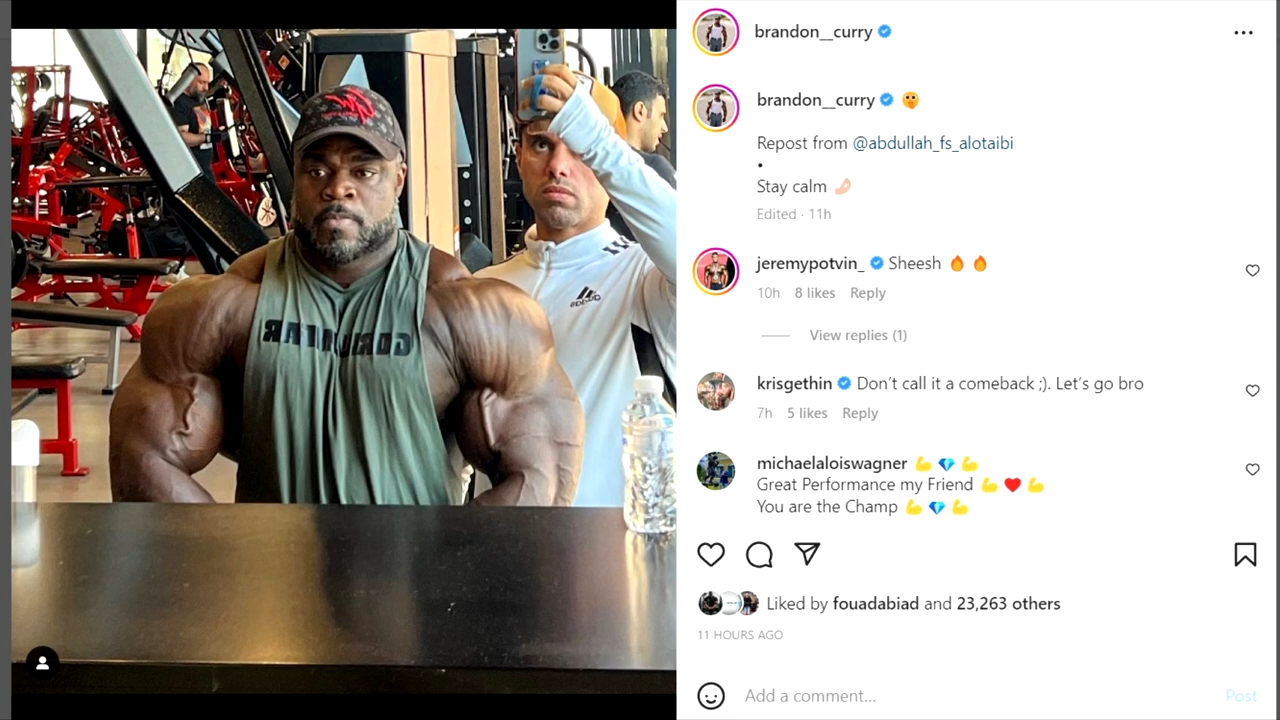 brandon__curry
brandon__curry
Repost from @abdullah_fs_alotaibi
•
Stay calm
Edited · 11h
jeremypotvin_ Sheesh
10h 8 likes Reply
View replies (1)
krisgethin Don't call it a comeback ;). Let's go bro
7h 5 likes Reply
michaelaloiswagner
Great Performance my Friend
You are the Champ
Liked by fouadabiad and 23,263 others
11 HOURS AGO
Add a comment...
Post
adidas